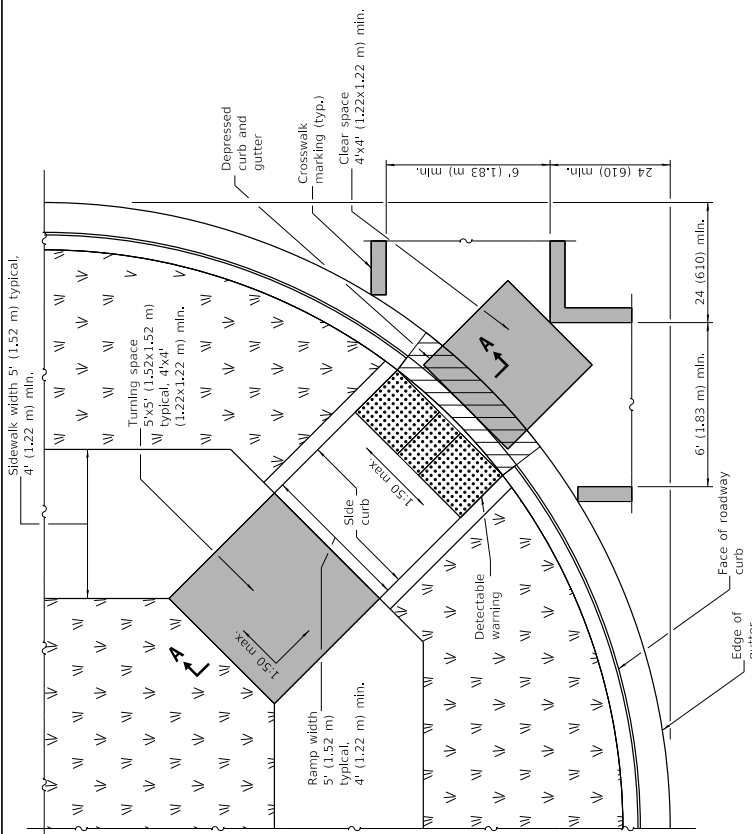 Sidewalk width 5' (1.52 m) typical,
4' (1.22 m) min.
Turning space
5'x5' (1.52x1.52 m)
typical, 4'x4'
(1.22x1.22 m) min.
Depressed
curb and
gutter
Crosswalk
marking (typ.)
Clear space
4'x4' (1.22x1.22 m) min.
6' (1.83 m) min.
24 (610) min.
24 (610) min.
6' (1.83 m) min.
A
A
1:50 max.
1:50 max.
Side
curb
Ramp width
5' (1.52 m)
typical,
4' (1.22 m) min.
Detectable
warning
Face of roadway
curb
Edge of
gutter